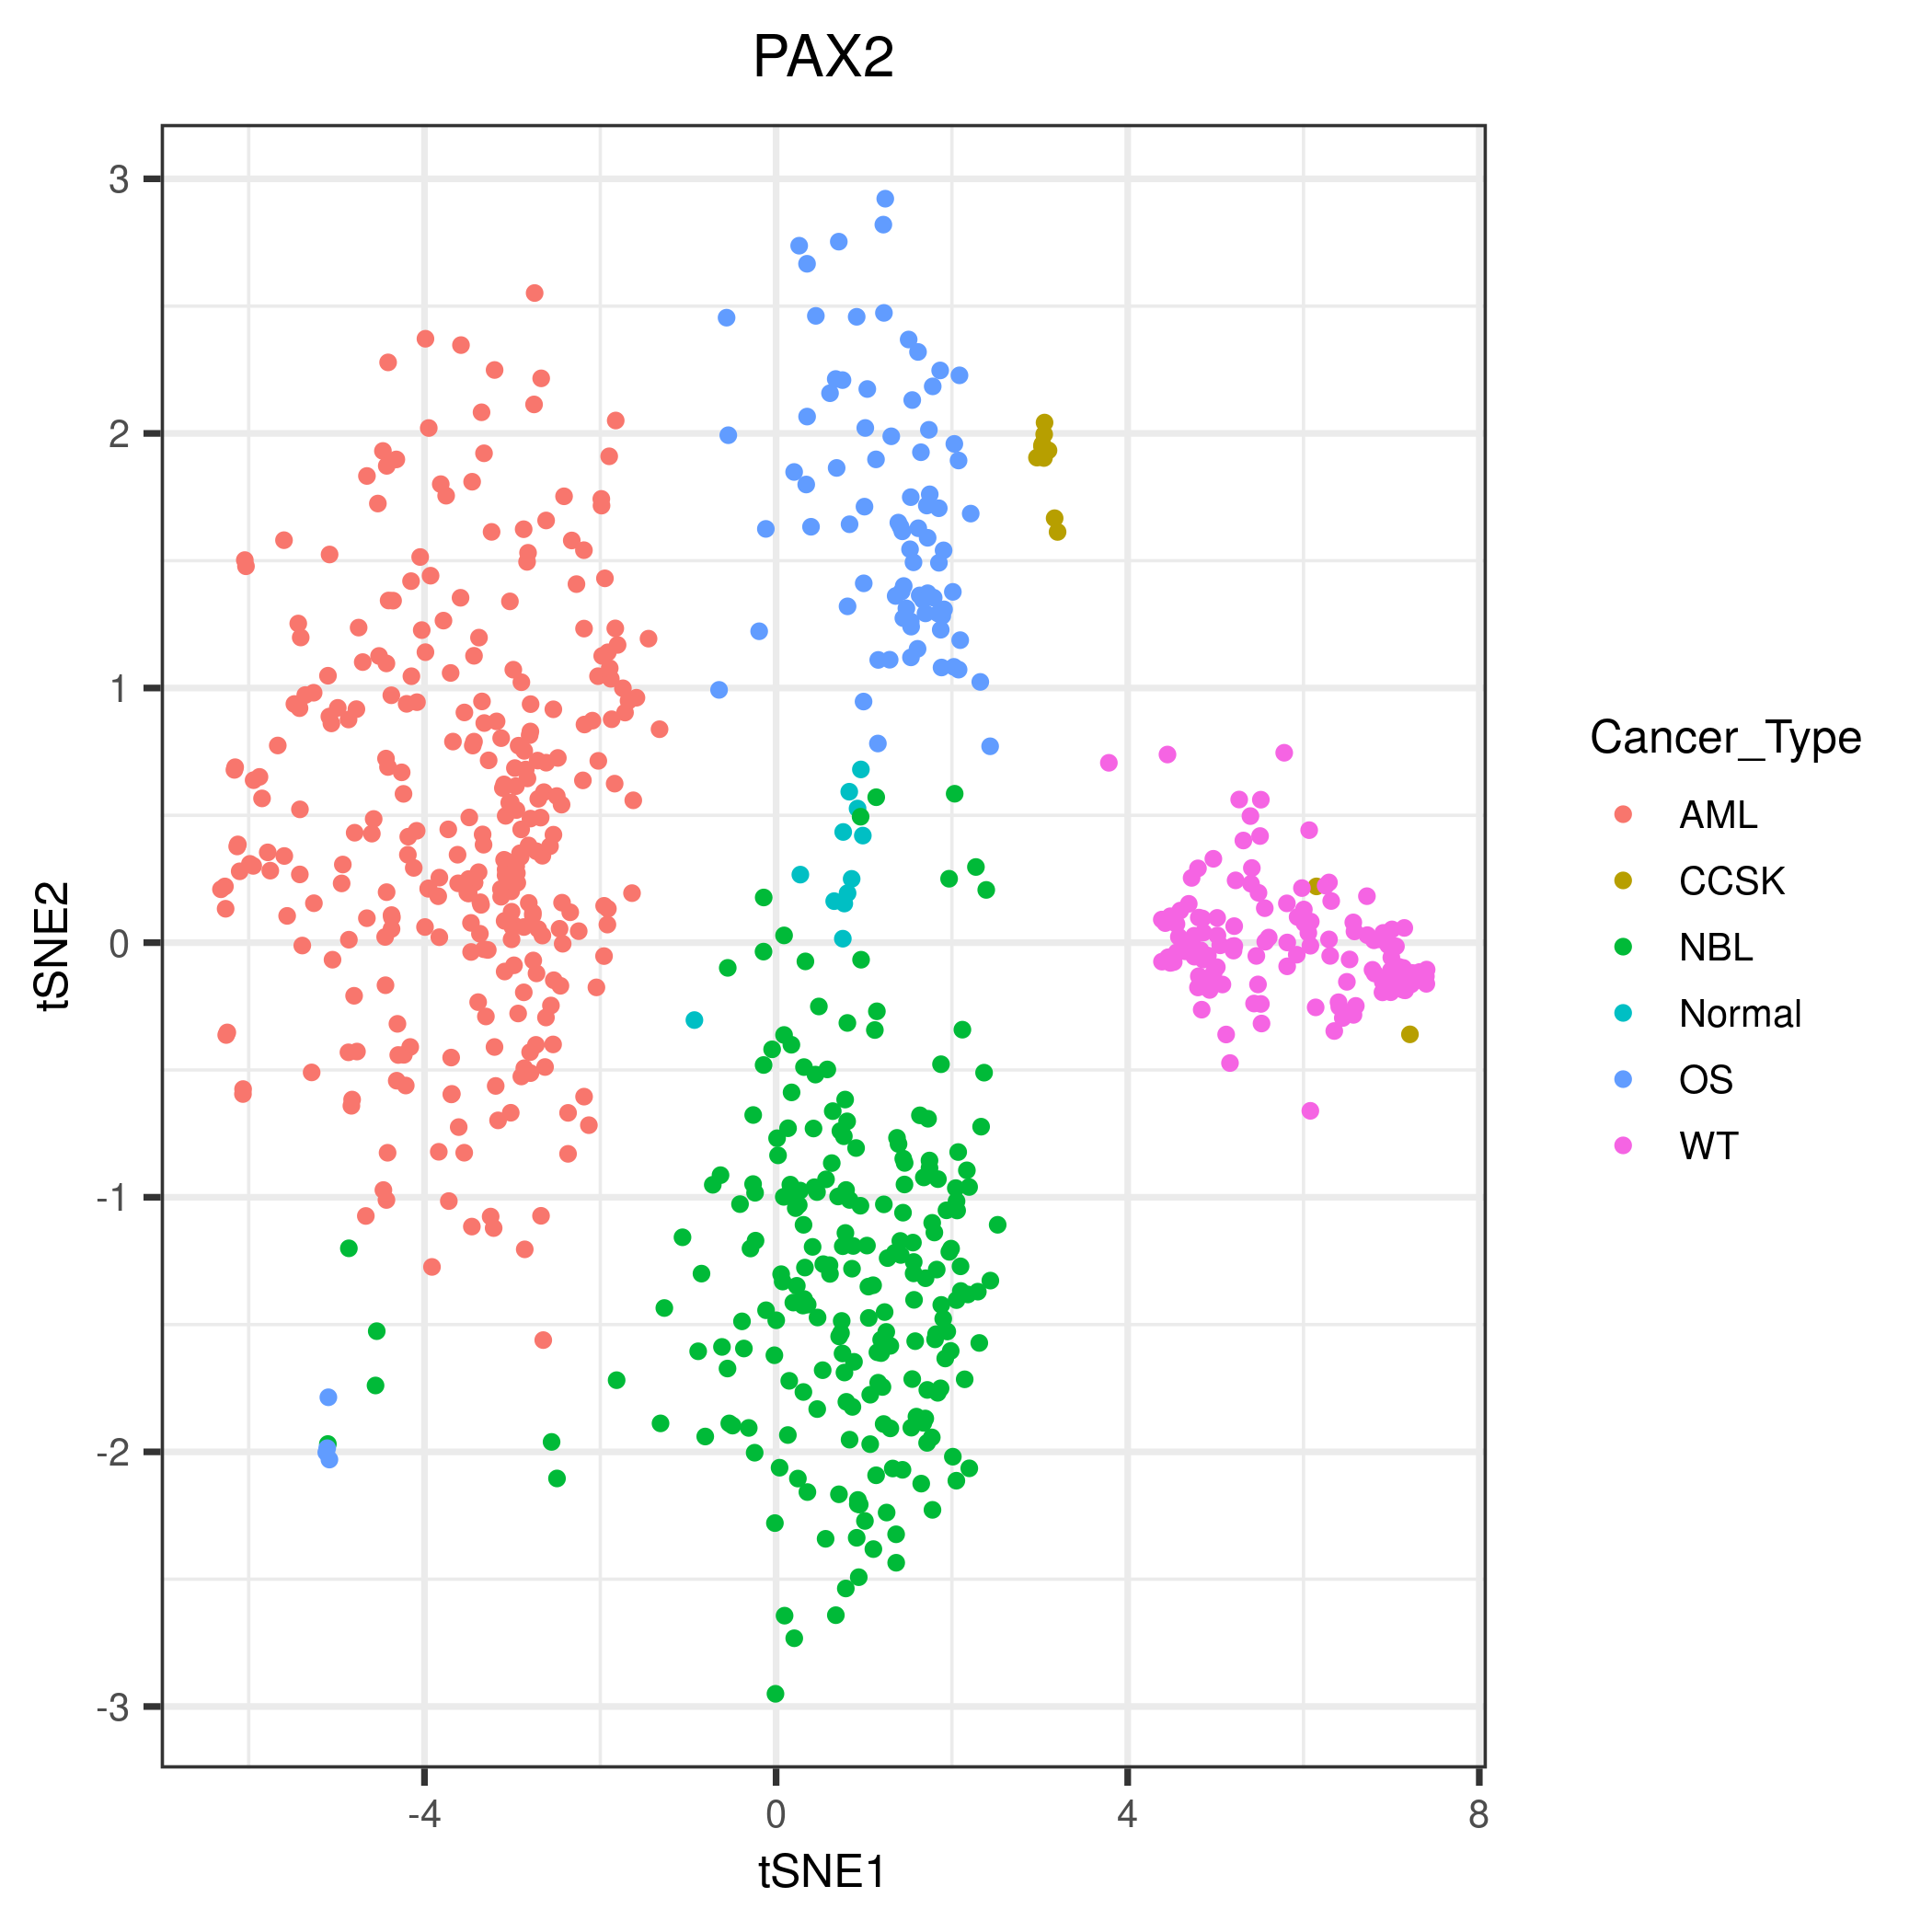 PAX2
3
2
1
0
-1
-2
-3
tSNE2
-4
0
4
8
tSNE1
Cancer_Type
AML
CCSK
NBL
Normal
OS
WT